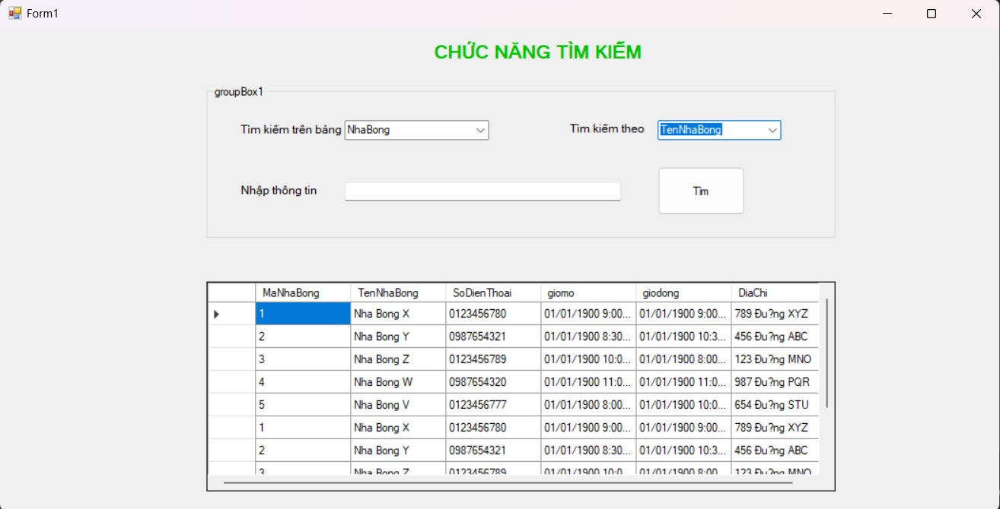 Form1
CHỨC NĂNG TÌM KIẾM
groupBox1
Tìm kiếm trên bảng NhaBong Tìm kiếm theo TenNhaBong
Nhập thông tin Tìm
MaNhaBong TenNhaBong SoDienThoai giomo giodong DiaChi
1 Nha Bong X 0123456780 01/01/1900 9:00... 01/01/1900 9:00... 789 Đu?ng XYZ
2 Nha Bong Y 0987654321 01/01/1900 8:30... 01/01/1900 10:3... 456 Đu?ng ABC
3 Nha Bong Z 0123456789 01/01/1900 10:0... 01/01/1900 8:00... 123 Đu?ng MNO
4 Nha Bong W 0987654320 01/01/1900 11:0... 01/01/1900 11:0... 987 Đu?ng PQR
5 Nha Bong V 0123456777 01/01/1900 8:00... 01/01/1900 10:0... 654 Đu?ng STU
1 Nha Bong X 0123456780 01/01/1900 9:00... 01/01/1900 9:00... 789 Đu?ng XYZ
2 Nha Bong Y 0987654321 01/01/1900 8:30... 01/01/1900 10:3... 456 Đu?ng ABC
3 Nha Bong Z 0123456789 01/01/1900 10:0... 01/01/1900 8:00... 123 Đu?ng MNO